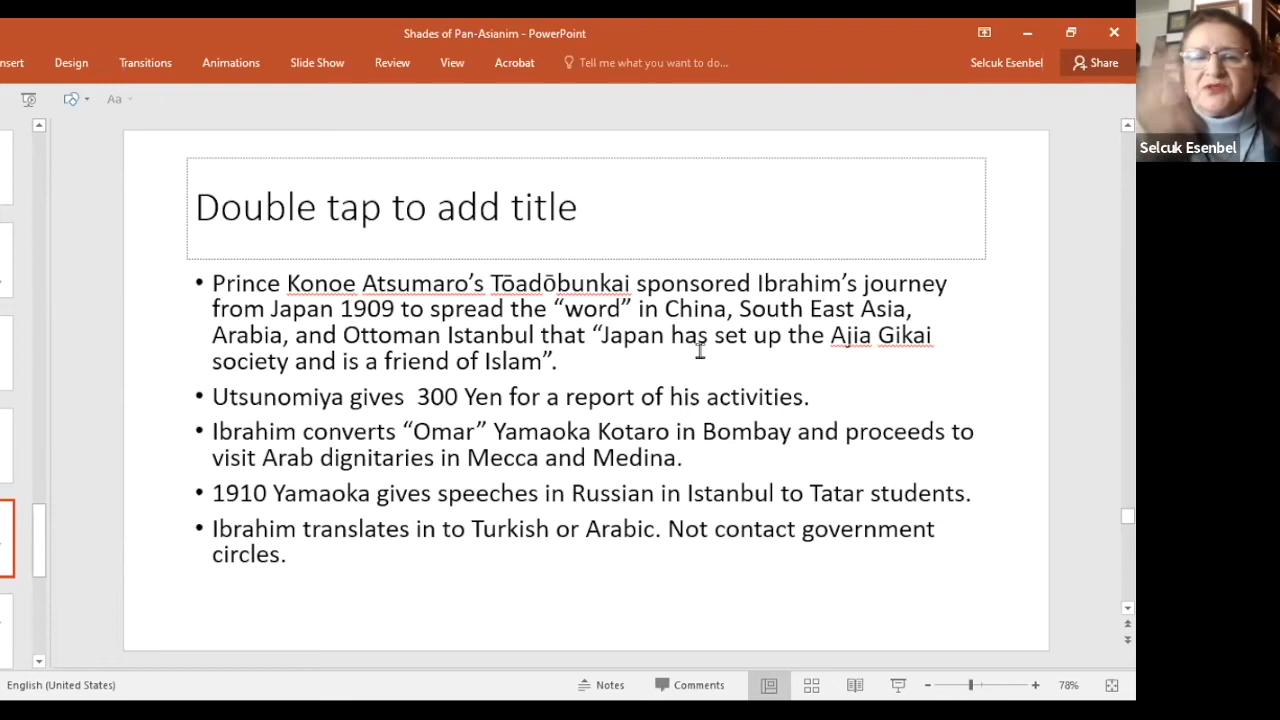 Shades of Pan-Asianim - PowerPoint
nsert Design Transitions Animations Slide Show Review View Acrobat Tell me what you want to do... Selcuk Esenbel Share
Aa
Selcuk Esenbel
Double tap to add title
• Prince Konoe Atsumaro’s Tōadōbunkai sponsored Ibrahim’s journey
from Japan 1909 to spread the “word” in China, South East Asia,
Arabia, and Ottoman Istanbul that “Japan has set up the Ajia Gikai
society and is a friend of Islam”.
• Utsunomiya gives 300 Yen for a report of his activities.
• Ibrahim converts “Omar” Yamaoka Kotaro in Bombay and proceeds to
visit Arab dignitaries in Mecca and Medina.
• 1910 Yamaoka gives speeches in Russian in Istanbul to Tatar students.
• Ibrahim translates in to Turkish or Arabic. Not contact government
circles.
English (United States) Notes Comments 78%